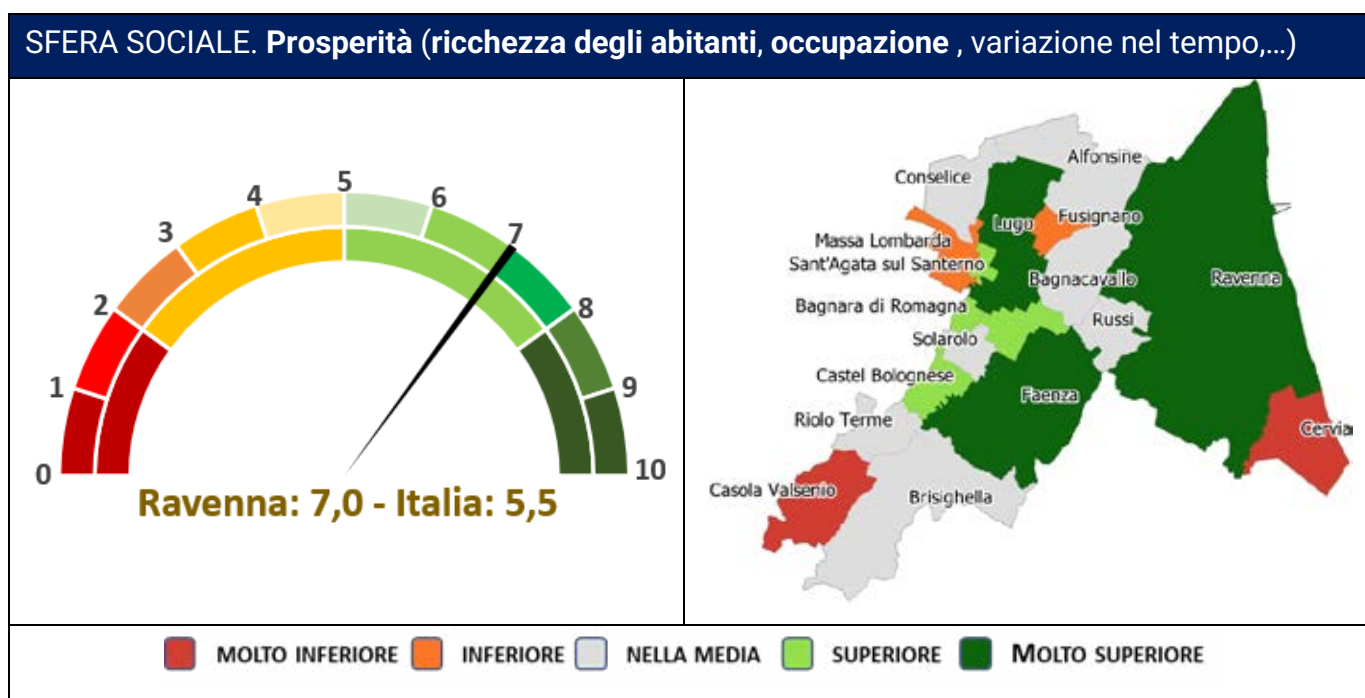 SFERA SOCIALE. Prosperità (ricchezza degli abitanti, occupazione , variazione nel tempo,...)
0
1
2
3
4
5
6
7
8
9
10
Ravenna: 7,0 - Italia: 5,5
Alfonsine
Conselice
Lugo
Fusignano
Massa Lombarda
Sant'Agata sul Santerno
Bagnacavallo
Ravenna
Bagnara di Romagna
Russi
Solarolo
Castel Bolognese
Faenza
Riolo Terme
Cervia
Casola Valsenio
Brisighella
MOLTO INFERIORE INFERIORE NELLA MEDIA SUPERIORE MOLTO SUPERIORE